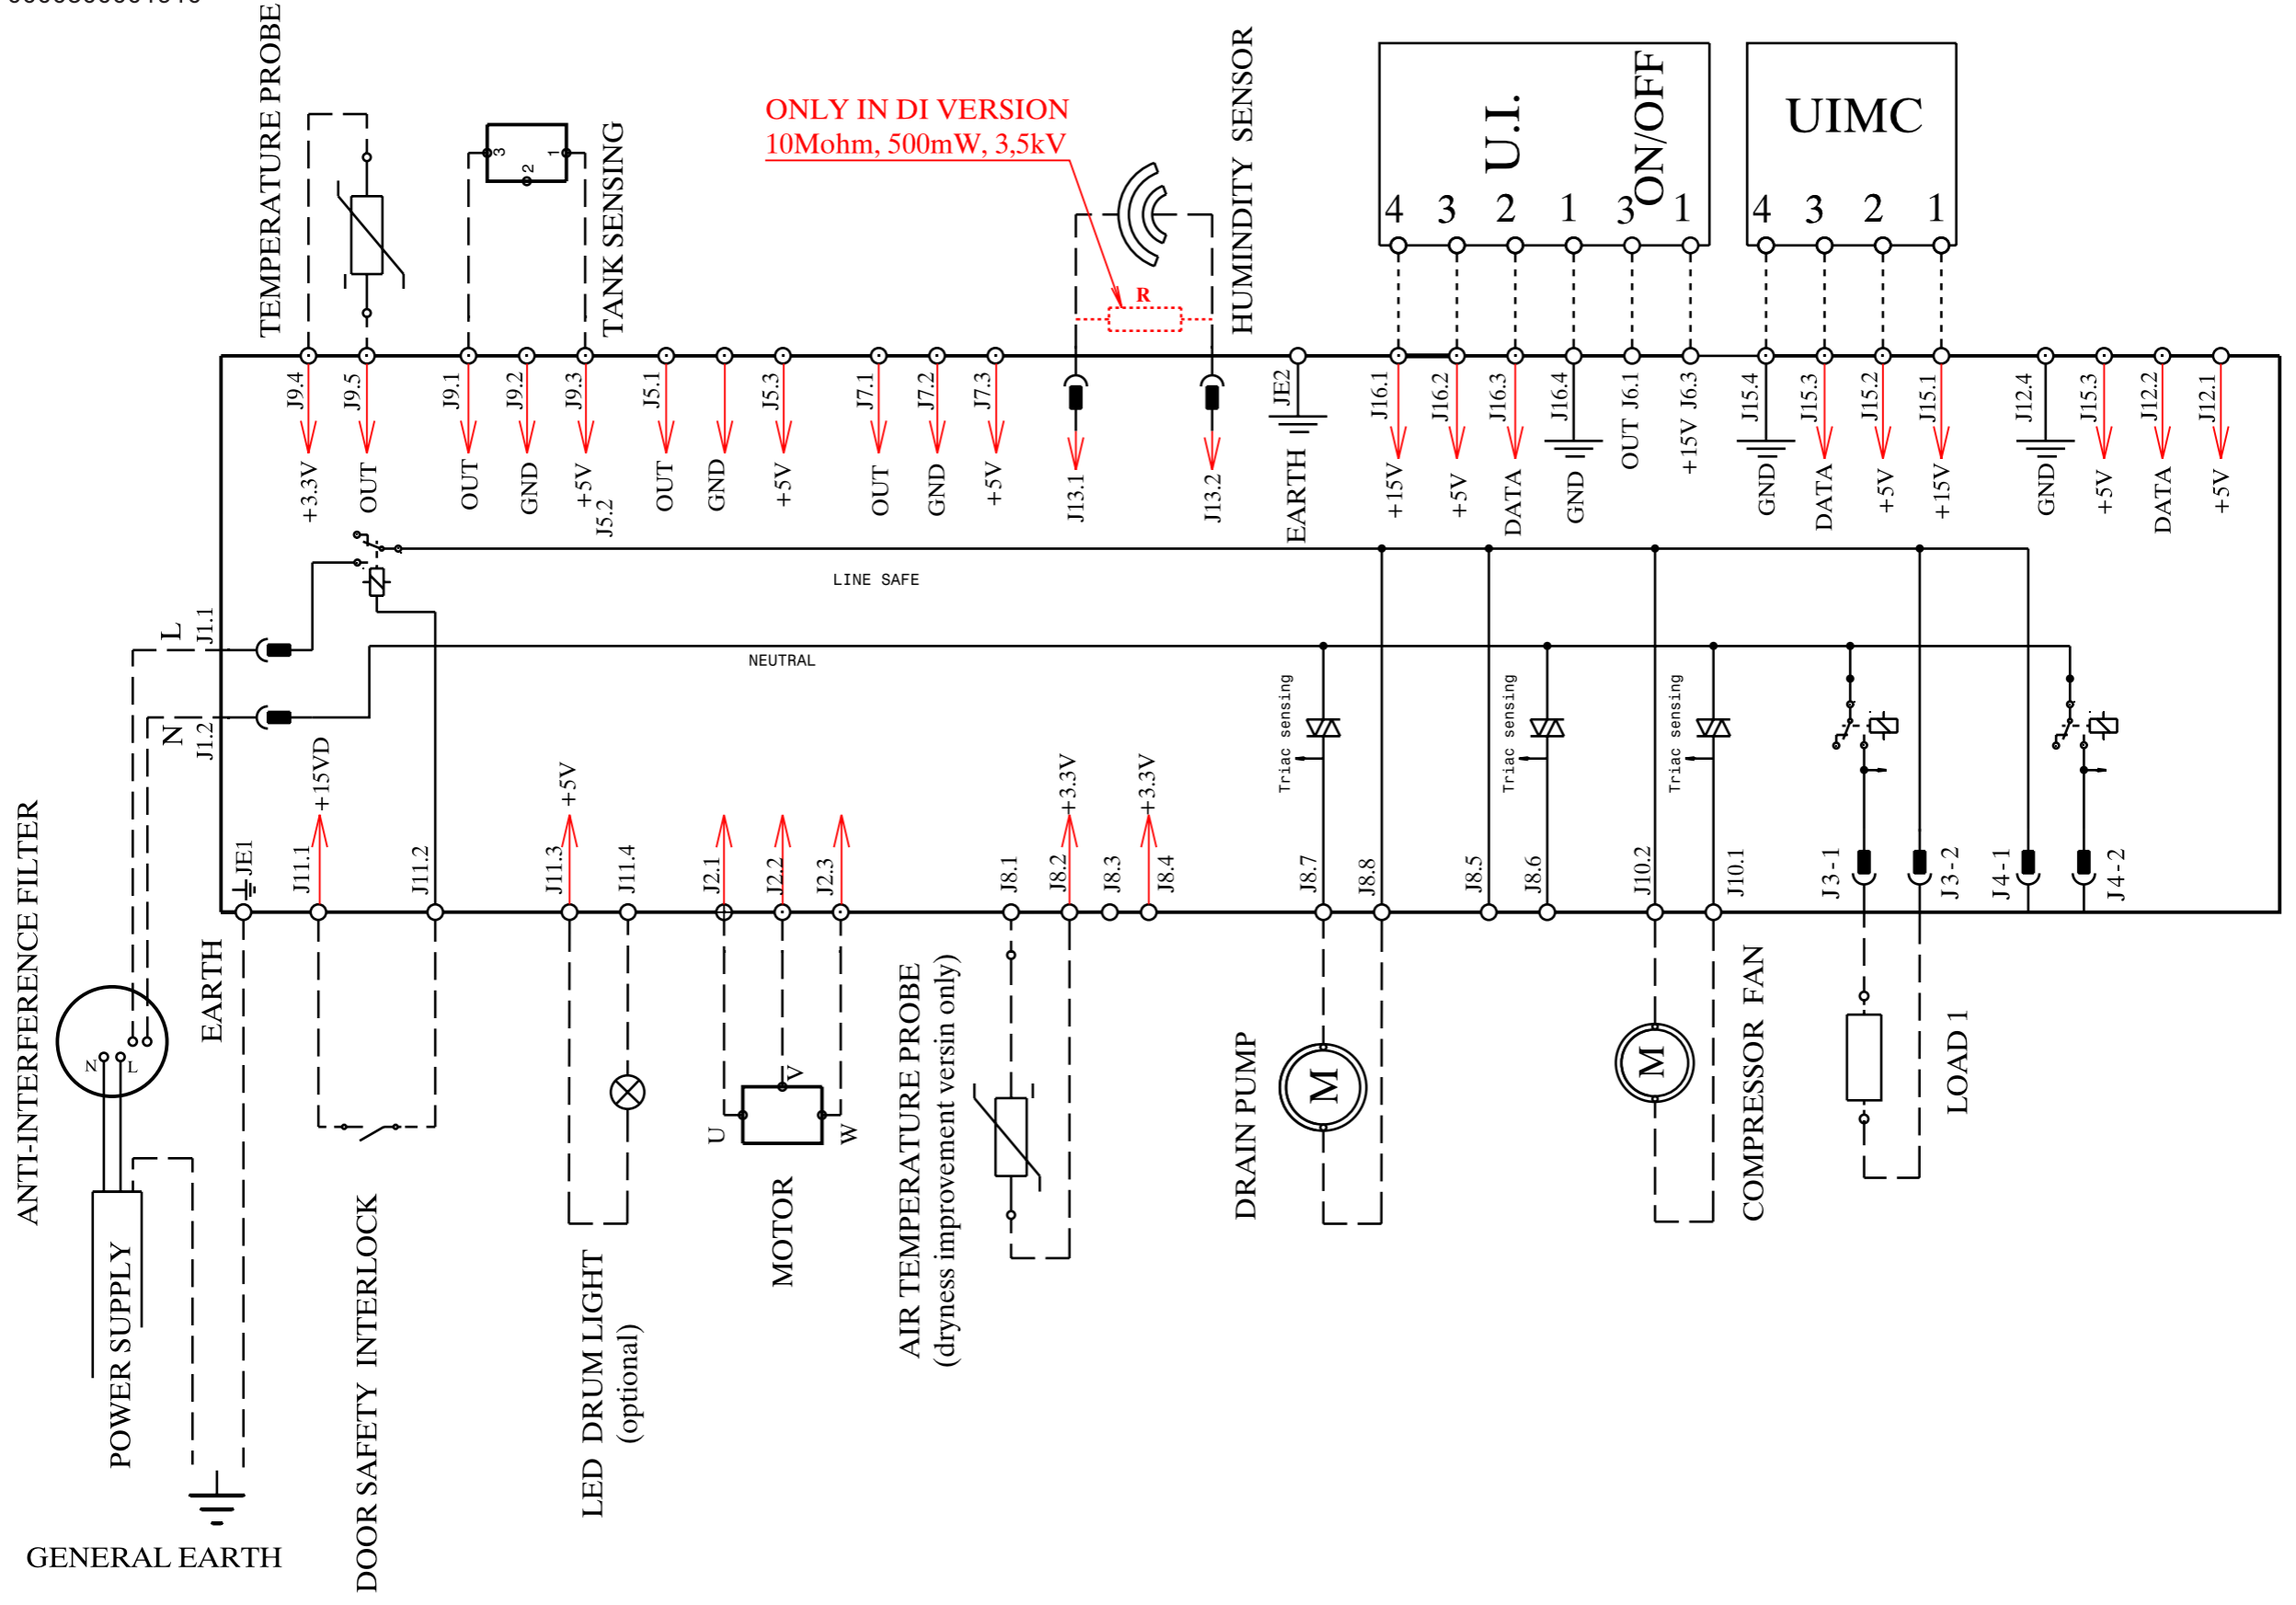 TEMPERATURE PROBE
TANK SENSING
3
2
1
ONLY IN DI VERSION
10Mohm, 500mW, 3,5kV
R
HUMINDITY SENSOR
U.I.
ON/OFF
4 3 2 1 3 1
UIMC
4 3 2 1
J9.4 J9.5 J9.1 J9.2 J9.3 J5.1 J5.3 J7.1 J7.2 J7.3 JE2 J16.1 J16.2 J16.3 J16.4 OUT J6.1 +15V J6.3 J15.4 J15.3 J15.2 J15.1 J12.4 J15.3 J12.2 J12.1
+3.3V OUT OUT GND +5V J5.2 OUT GND +5V OUT GND +5V J13.1 J13.2 EARTH +15V +5V DATA GND GND DATA +5V +15V GND +5V DATA +5V
LINE SAFE
L
J1.1
NEUTRAL
N
J1.2
Triac sensing
Triac sensing
Triac sensing
+15VD +5V +3.3V +3.3V
JE1 J11.1 J11.2 J11.3 J11.4 J2.1 J2.2 J2.3 J8.1 J8.2 J8.3 J8.4 J8.7 J8.8 J8.5 J8.6 J10.2 J10.1 J3-1 J3-2 J4-1 J4-2
ANTI-INTERFERENCE FILTER
EARTH
N L
POWER SUPPLY
GENERAL EARTH
DOOR SAFETY INTERLOCK
LED DRUM LIGHT
(optional)
U V W
MOTOR
AIR TEMPERATURE PROBE
(dryness improvement versin only)
DRAIN PUMP
M
M
COMPRESSOR FAN
LOAD 1